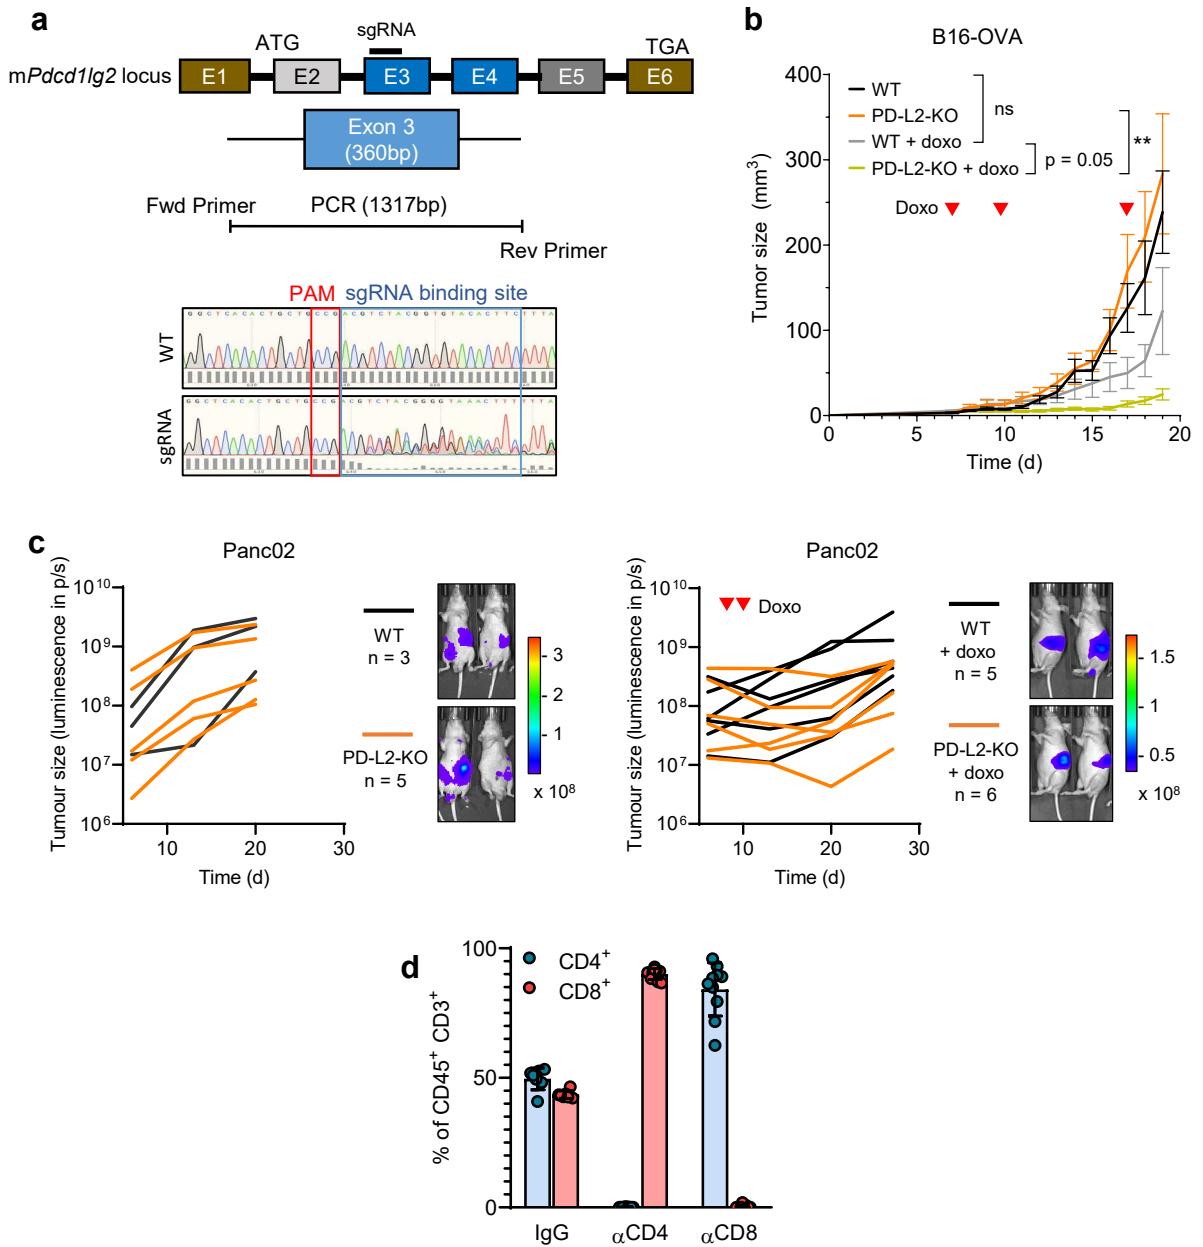 a
sgRNA
ATG
TGA
mPdcd1lg2 locus
E1
E2
E3
E4
E5
E6
Exon 3
(360bp)
Fwd Primer
PCR (1317bp)
Rev Primer
PAM
sgRNA binding site
WT
GGCTCACACTGCTGCCGACGTCTACGGTGTACACTTCTTTA
sgRNA
GGCTCACACTGCTGCCGACGTCTACGGGGTAAACTTTTTTA
b
B16-OVA
WT
PD-L2-KO
WT + doxo
PD-L2-KO + doxo
ns
**
p = 0.05
Doxo
Tumor size (mm³)
400
300
200
100
0
0
5
10
15
20
Time (d)
c
Panc02
Tumour size (luminescence in p/s)
10¹⁰
10⁹
10⁸
10⁷
10⁶
10
20
30
Time (d)
WT
n = 3
PD-L2-KO
n = 5
3
2
1
x 10⁸
Panc02
Tumour size (luminescence in p/s)
10¹⁰
10⁹
10⁸
10⁷
10⁶
10
20
30
Time (d)
Doxo
WT
+ doxo
n = 5
PD-L2-KO
+ doxo
n = 6
1.5
1
0.5
x 10⁸
d
CD4⁺
CD8⁺
% of CD45⁺ CD3⁺
100
50
0
IgG
αCD4
αCD8